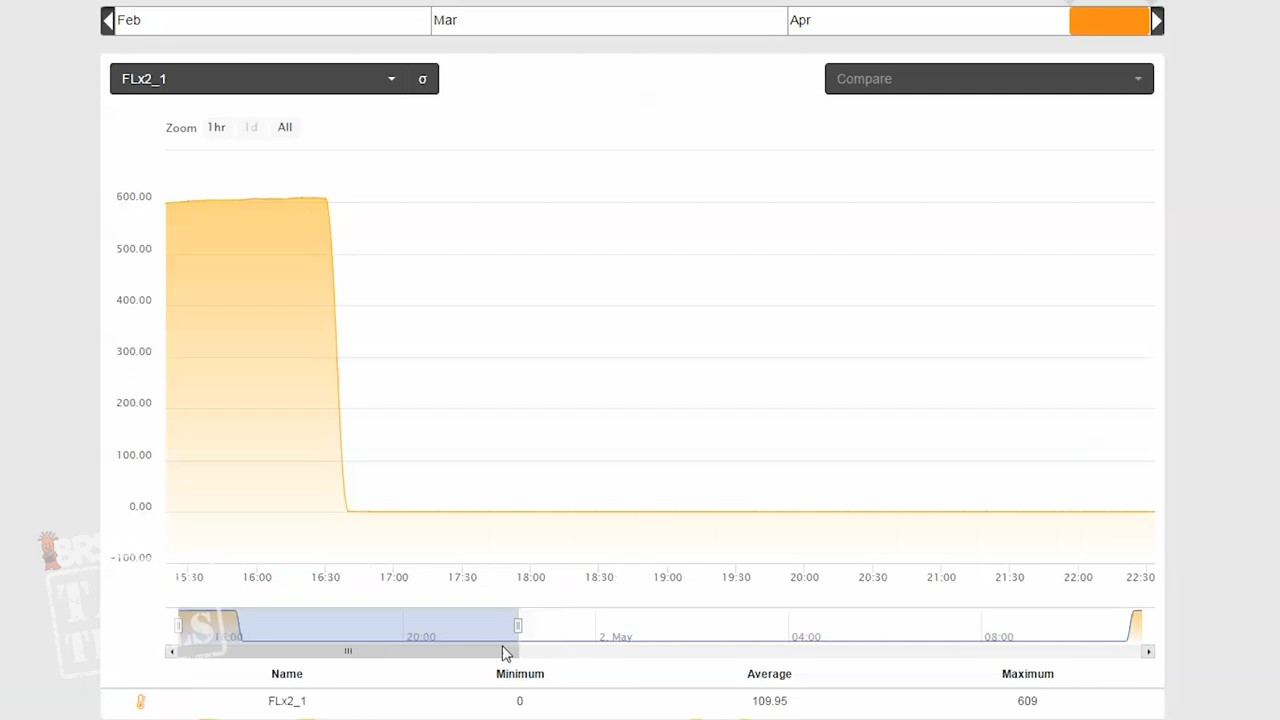 Feb Mar Apr
FLx2_1 σ Compare
Zoom 1hr 1d All
600.00
500.00
400.00
300.00
200.00
100.00
0.00
-100.00
15:30 16:00 16:30 17:00 17:30 18:00 18:30 19:00 19:30 20:00 20:30 21:00 21:30 22:00 22:30
16:00 20:00 2. May 04:00 08:00
Name Minimum Average Maximum
FLx2_1 0 109.95 609